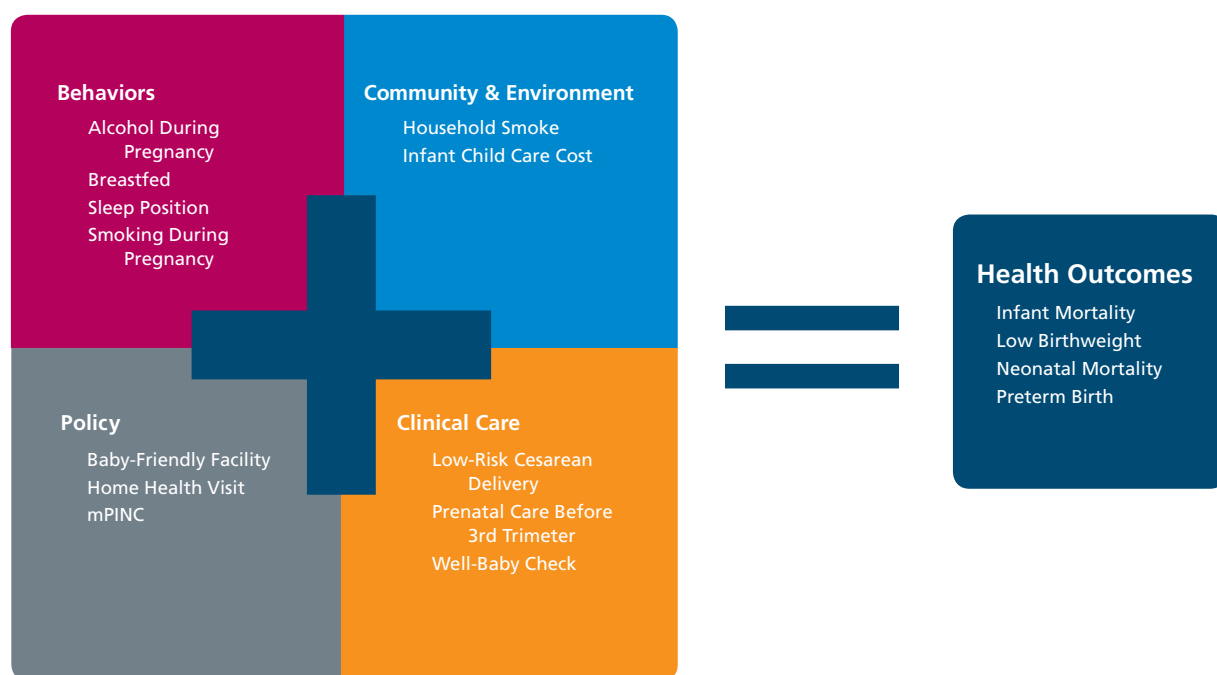 Behaviors
Alcohol During
Pregnancy
Breastfed
Sleep Position
Smoking During
Pregnancy
Community & Environment
Household Smoke
Infant Child Care Cost
Policy
Baby-Friendly Facility
Home Health Visit
mPINC
Clinical Care
Low-Risk Cesarean
Delivery
Prenatal Care Before
3rd Trimeter
Well-Baby Check
Health Outcomes
Infant Mortality
Low Birthweight
Neonatal Mortality
Preterm Birth